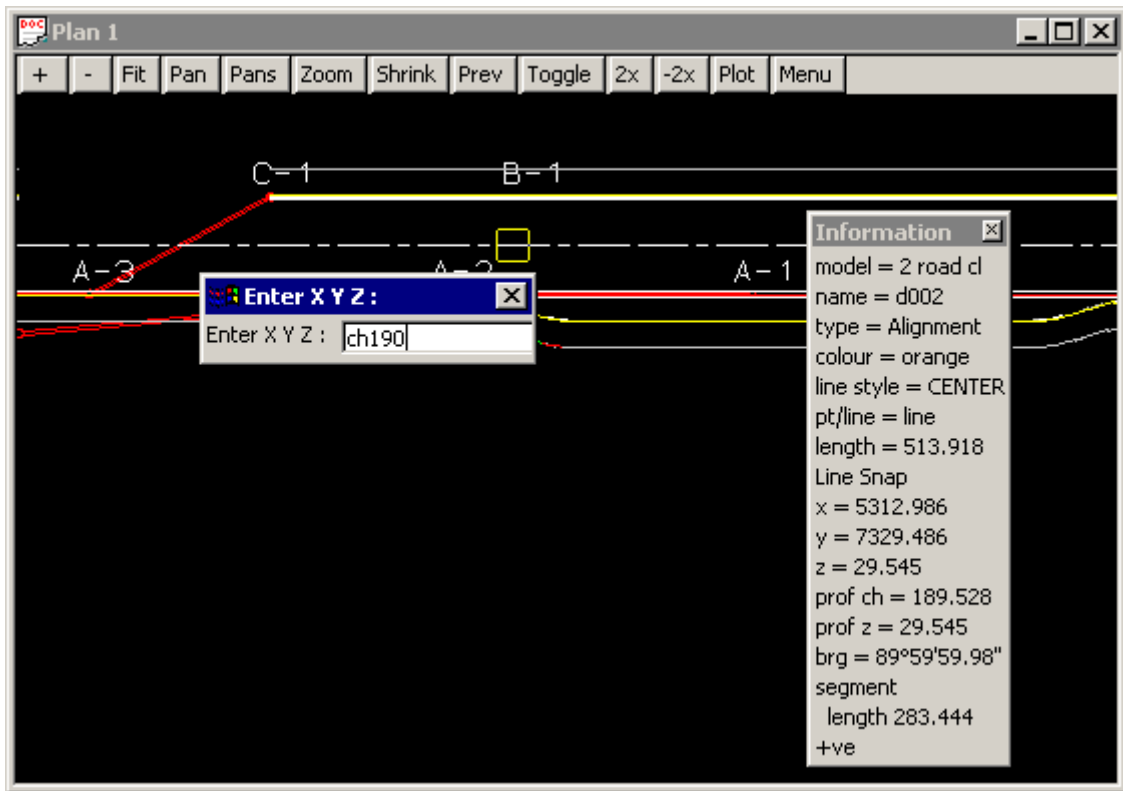 DOC Plan 1
+ - Fit Pan Pans Zoom Shrink Prev Toggle 2x -2x Plot Menu
C-1 B-1
A-3 A-2 A-1
Enter X Y Z :
Enter X Y Z : ch190
Information
model = 2 road cl
name = d002
type = Alignment
colour = orange
line style = CENTER
pt/line = line
length = 513.918
Line Snap
x = 5312.986
y = 7329.486
z = 29.545
prof ch = 189.528
prof z = 29.545
brg = 89°59'59.98"
segment
length 283.444
+ve